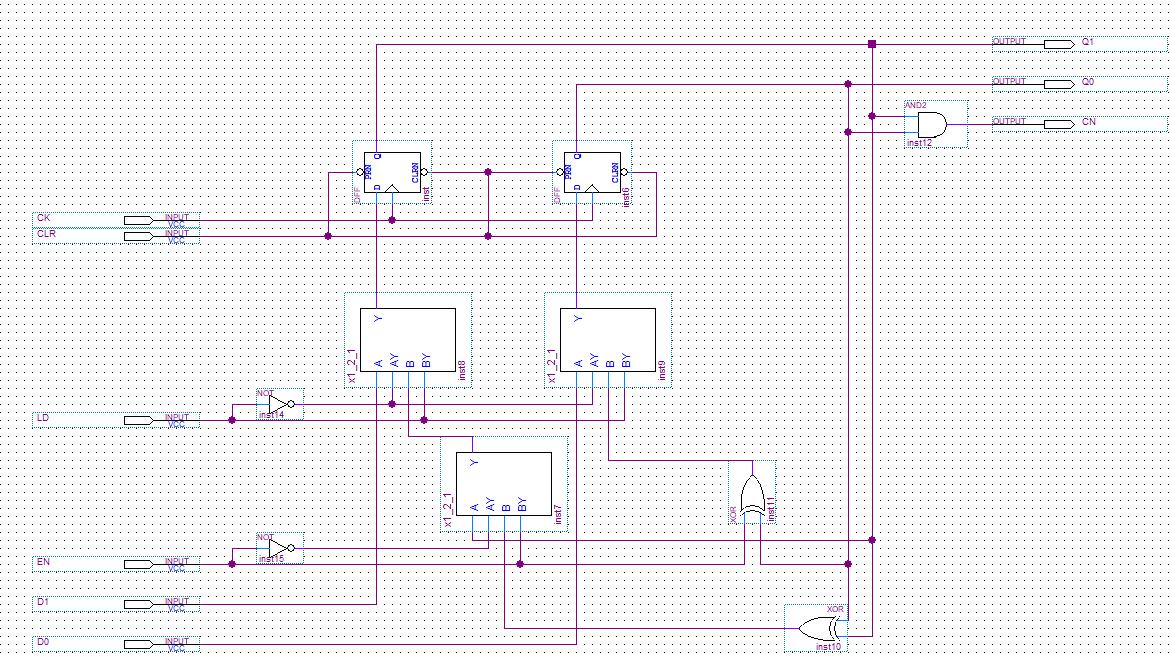 OUTPUT Q1
OUTPUT Q0
AND2
OUTPUT CN
inst12
Q
PRN
CLRN
D
DFF
inst
Q
PRN
CLRN
D
DFF
inst6
CK INPUT
VCC
CLR INPUT
VCC
Y
A AY B BY
x1_2_1
inst8
Y
A AY B BY
x1_2_1
inst9
NOT
inst14
LD INPUT
VCC
Y
A AY B BY
x1_2_1
inst7
XOR
inst11
NOT
inst15
EN INPUT
VCC
D1 INPUT
VCC
XOR
inst10
D0 INPUT
VCC